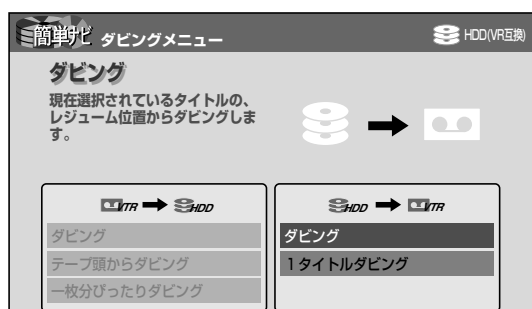 簡単ナビ ダビングメニュー
HDD(VR互換)
ダビング
現在選択されているタイトルの、
レジューム位置からダビングしま
す。
VTR HDD
ダビング
テープ頭からダビング
一枚分ぴったりダビング
HDD VTR
ダビング
1タイトルダビング